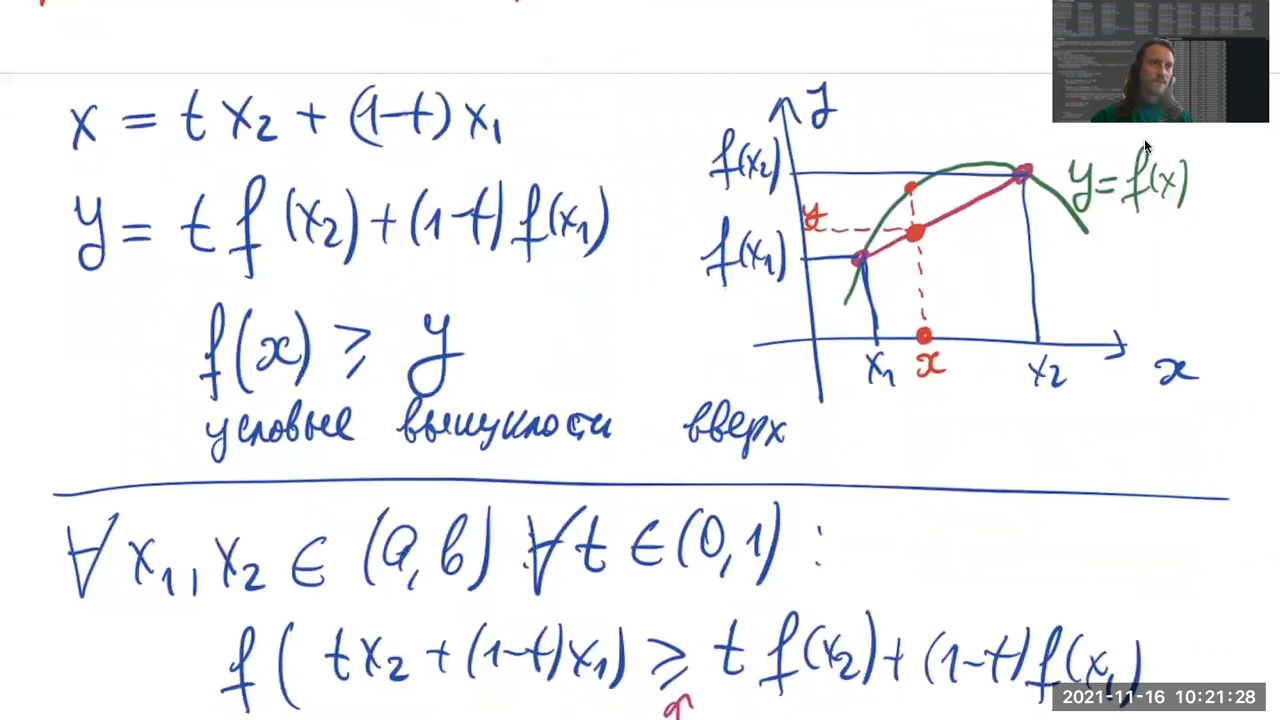 x = t x₂ + (1-t) x₁
y = t f(x₂) + (1-t) f(x₁)
f(x) ⩾ y
условие выпуклости вверх
y
f(x₂)
y
f(x₁)
y = f(x)
x₁ x x₂ x
∀ x₁, x₂ ∈ (a, b) ∀ t ∈ (0, 1) :
f( t x₂ + (1-t) x₁) ⩾ t f(x₂) + (1-t) f(x₁)
2021-11-16 10:21:28